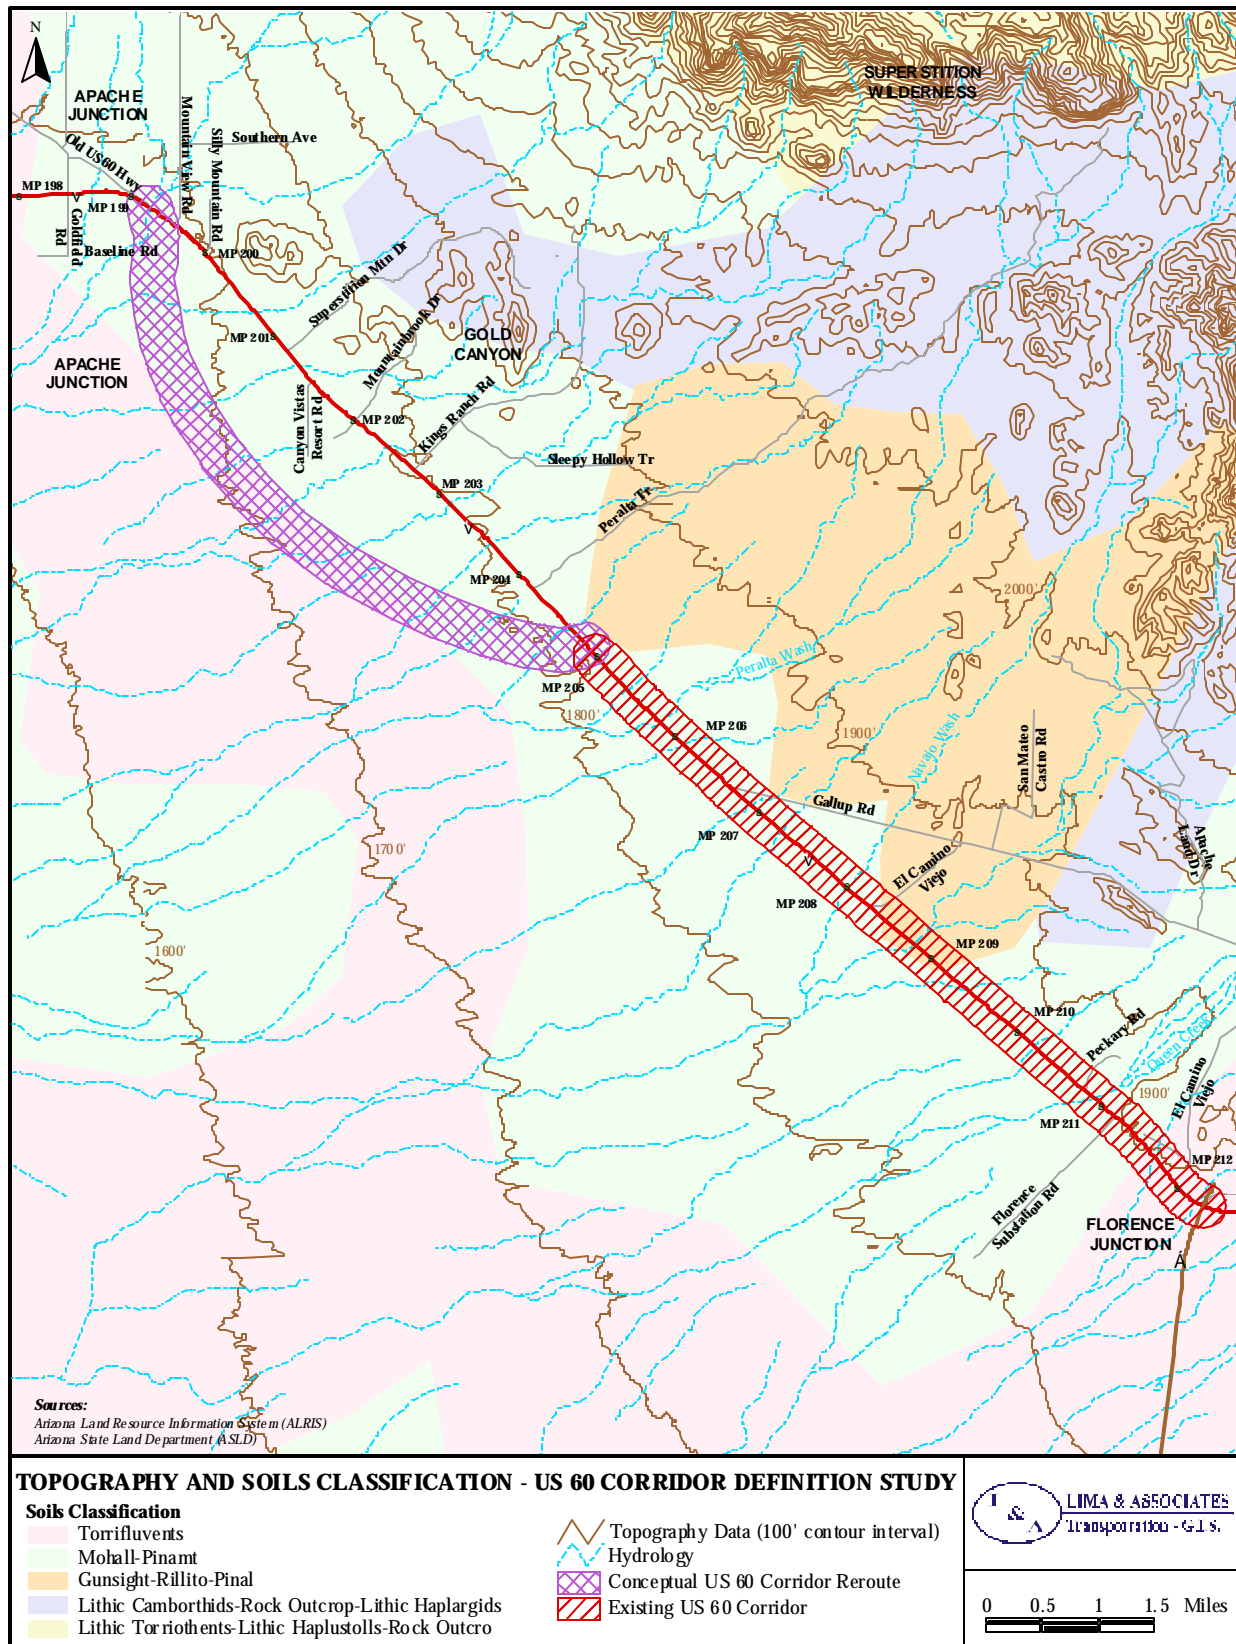 N
APACHE
JUNCTION
SUPERSTITION
WILDERNESS
Old US 60 Hwy
Mountain View Rd
Silly Mountain Rd
Southern Ave
MP 198
MP 199
V
Goldfield
Rd
Baseline Rd
MP 200
Superstition Mtn Dr
MP 201
Mountainbrook Dr
GOLD
CANYON
APACHE
JUNCTION
Canyon Vistas
Resort Rd
MP 202
Kings Ranch Rd
Sleepy Hollow Tr
MP 203
V
Peralta Tr
MP 204
2000'
Peralta Wash
MP 205
1800'
MP 206
1900'
Navajo Wash
San Mateo
Castro Rd
Gallup Rd
MP 207
Apache
Land Dr
1700'
V
El Camino
Viejo
MP 208
MP 209
1600'
MP 210
Peckary Rd
Queen Creek
1900'
El Camino
Viejo
MP 211
MP 212
Florence
Substation Rd
FLORENCE
JUNCTION
Á
Sources:
Arizona Land Resource Information System (ALRIS)
Arizona State Land Department (ASLD)
TOPOGRAPHY AND SOILS CLASSIFICATION - US 60 CORRIDOR DEFINITION STUDY
Soils Classification
Torrifluvents
Mohall-Pinamt
Gunsight-Rillito-Pinal
Lithic Camborthids-Rock Outcrop-Lithic Haplargids
Lithic Torriothents-Lithic Haplustolls-Rock Outcro
Topography Data (100' contour interval)
Hydrology
Conceptual US 60 Corridor Reroute
Existing US 60 Corridor
L & A
LIMA & ASSOCIATES
Transportation - G.I.S.
0 0.5 1 1.5 Miles